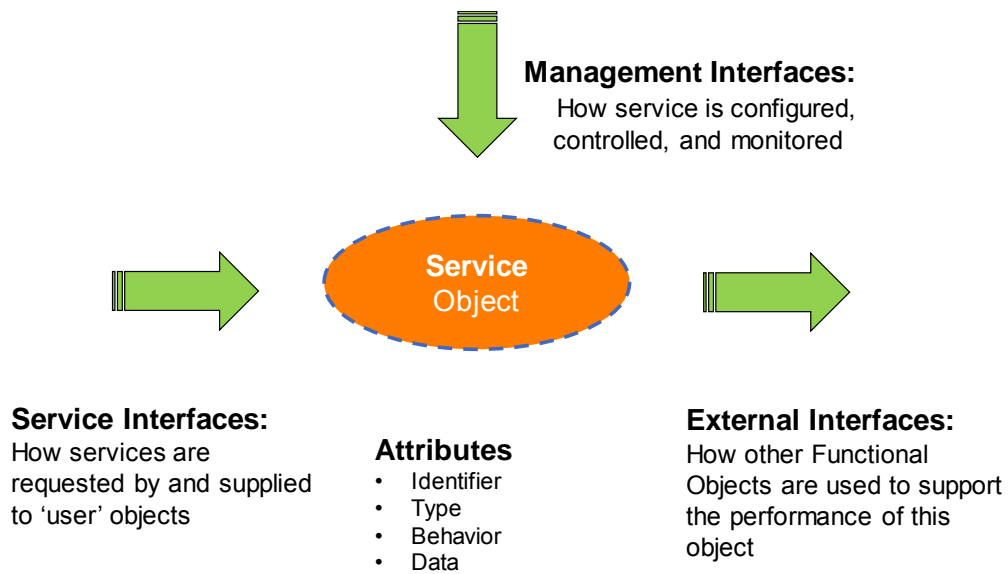 Management Interfaces:
How service is configured,
controlled, and monitored
Service
Object
Service Interfaces:
How services are
requested by and supplied
to ‘user’ objects
Attributes
• Identifier
• Type
• Behavior
• Data
External Interfaces:
How other Functional
Objects are used to support
the performance of this
object